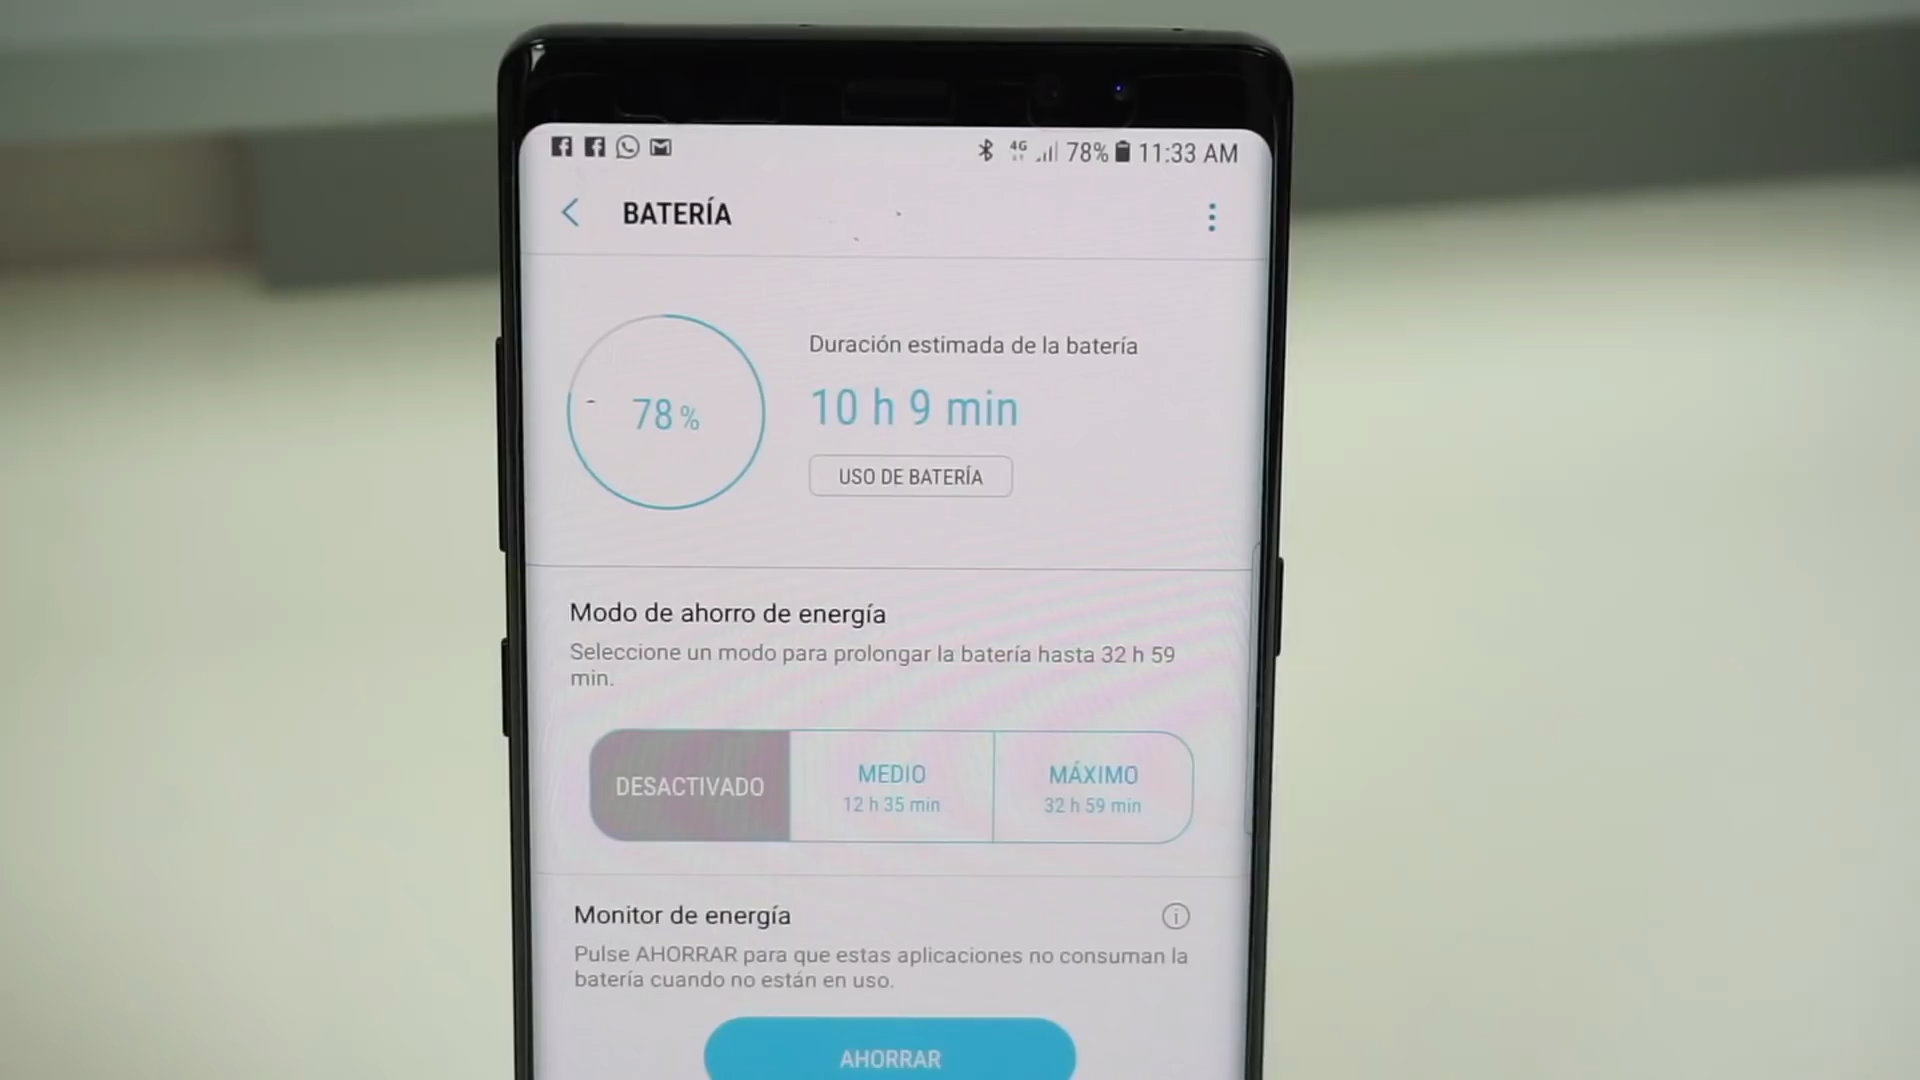 4G 78% 11:33 AM
BATERÍA
Duración estimada de la batería
78 %
10 h 9 min
USO DE BATERÍA
Modo de ahorro de energía
Seleccione un modo para prolongar la batería hasta 32 h 59
min.
DESACTIVADO
MEDIO
12 h 35 min
MÁXIMO
32 h 59 min
Monitor de energía
Pulse AHORRAR para que estas aplicaciones no consuman la
batería cuando no están en uso.
AHORRAR